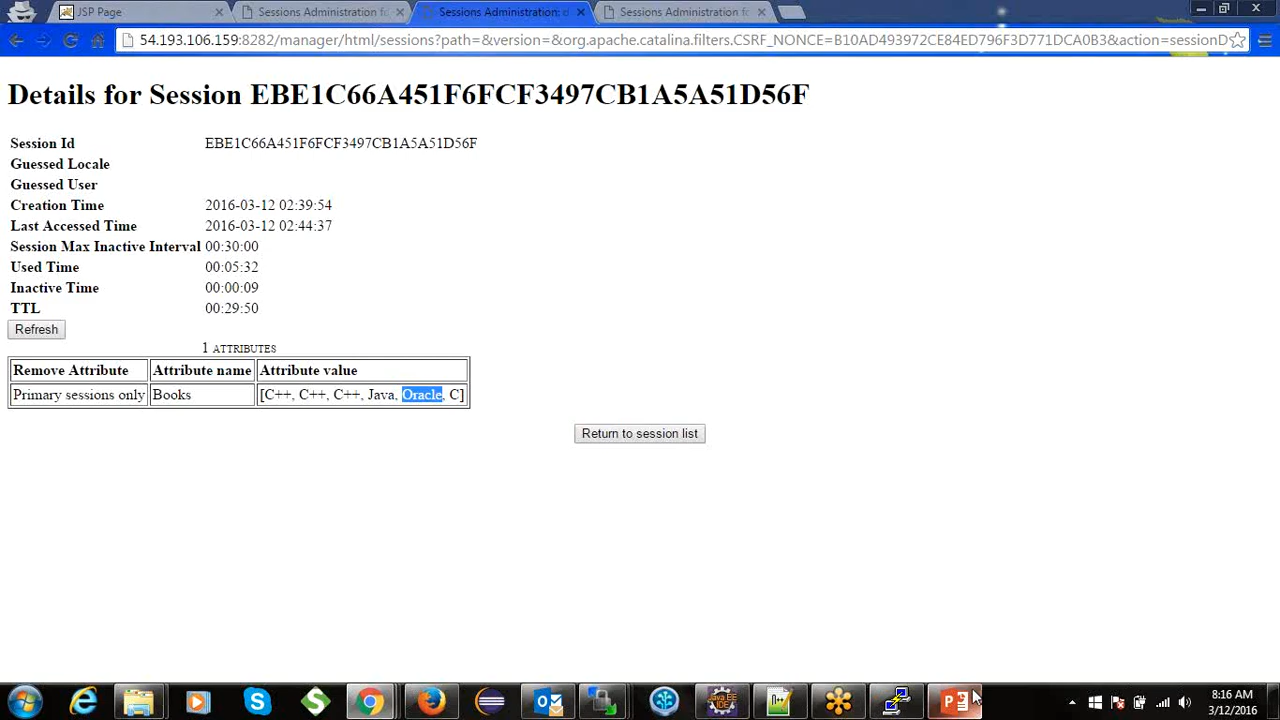 JSP Page
Sessions Administration fo
Sessions Administration: d
Sessions Administration fo
54.193.106.159:8282/manager/html/sessions?path=&version=&org.apache.catalina.filters.CSRF_NONCE=B10AD493972CE84ED796F3D771DCA0B3&action=sessionD
Details for Session EBE1C66A451F6FCF3497CB1A5A51D56F
Session Id EBE1C66A451F6FCF3497CB1A5A51D56F
Guessed Locale
Guessed User
Creation Time 2016-03-12 02:39:54
Last Accessed Time 2016-03-12 02:44:37
Session Max Inactive Interval 00:30:00
Used Time 00:05:32
Inactive Time 00:00:09
TTL 00:29:50
Refresh
1 ATTRIBUTES
Remove Attribute Attribute name Attribute value
Primary sessions only Books [C++, C++, C++, Java, Oracle, C]
Return to session list
Java EE
IDE
8:16 AM
3/12/2016